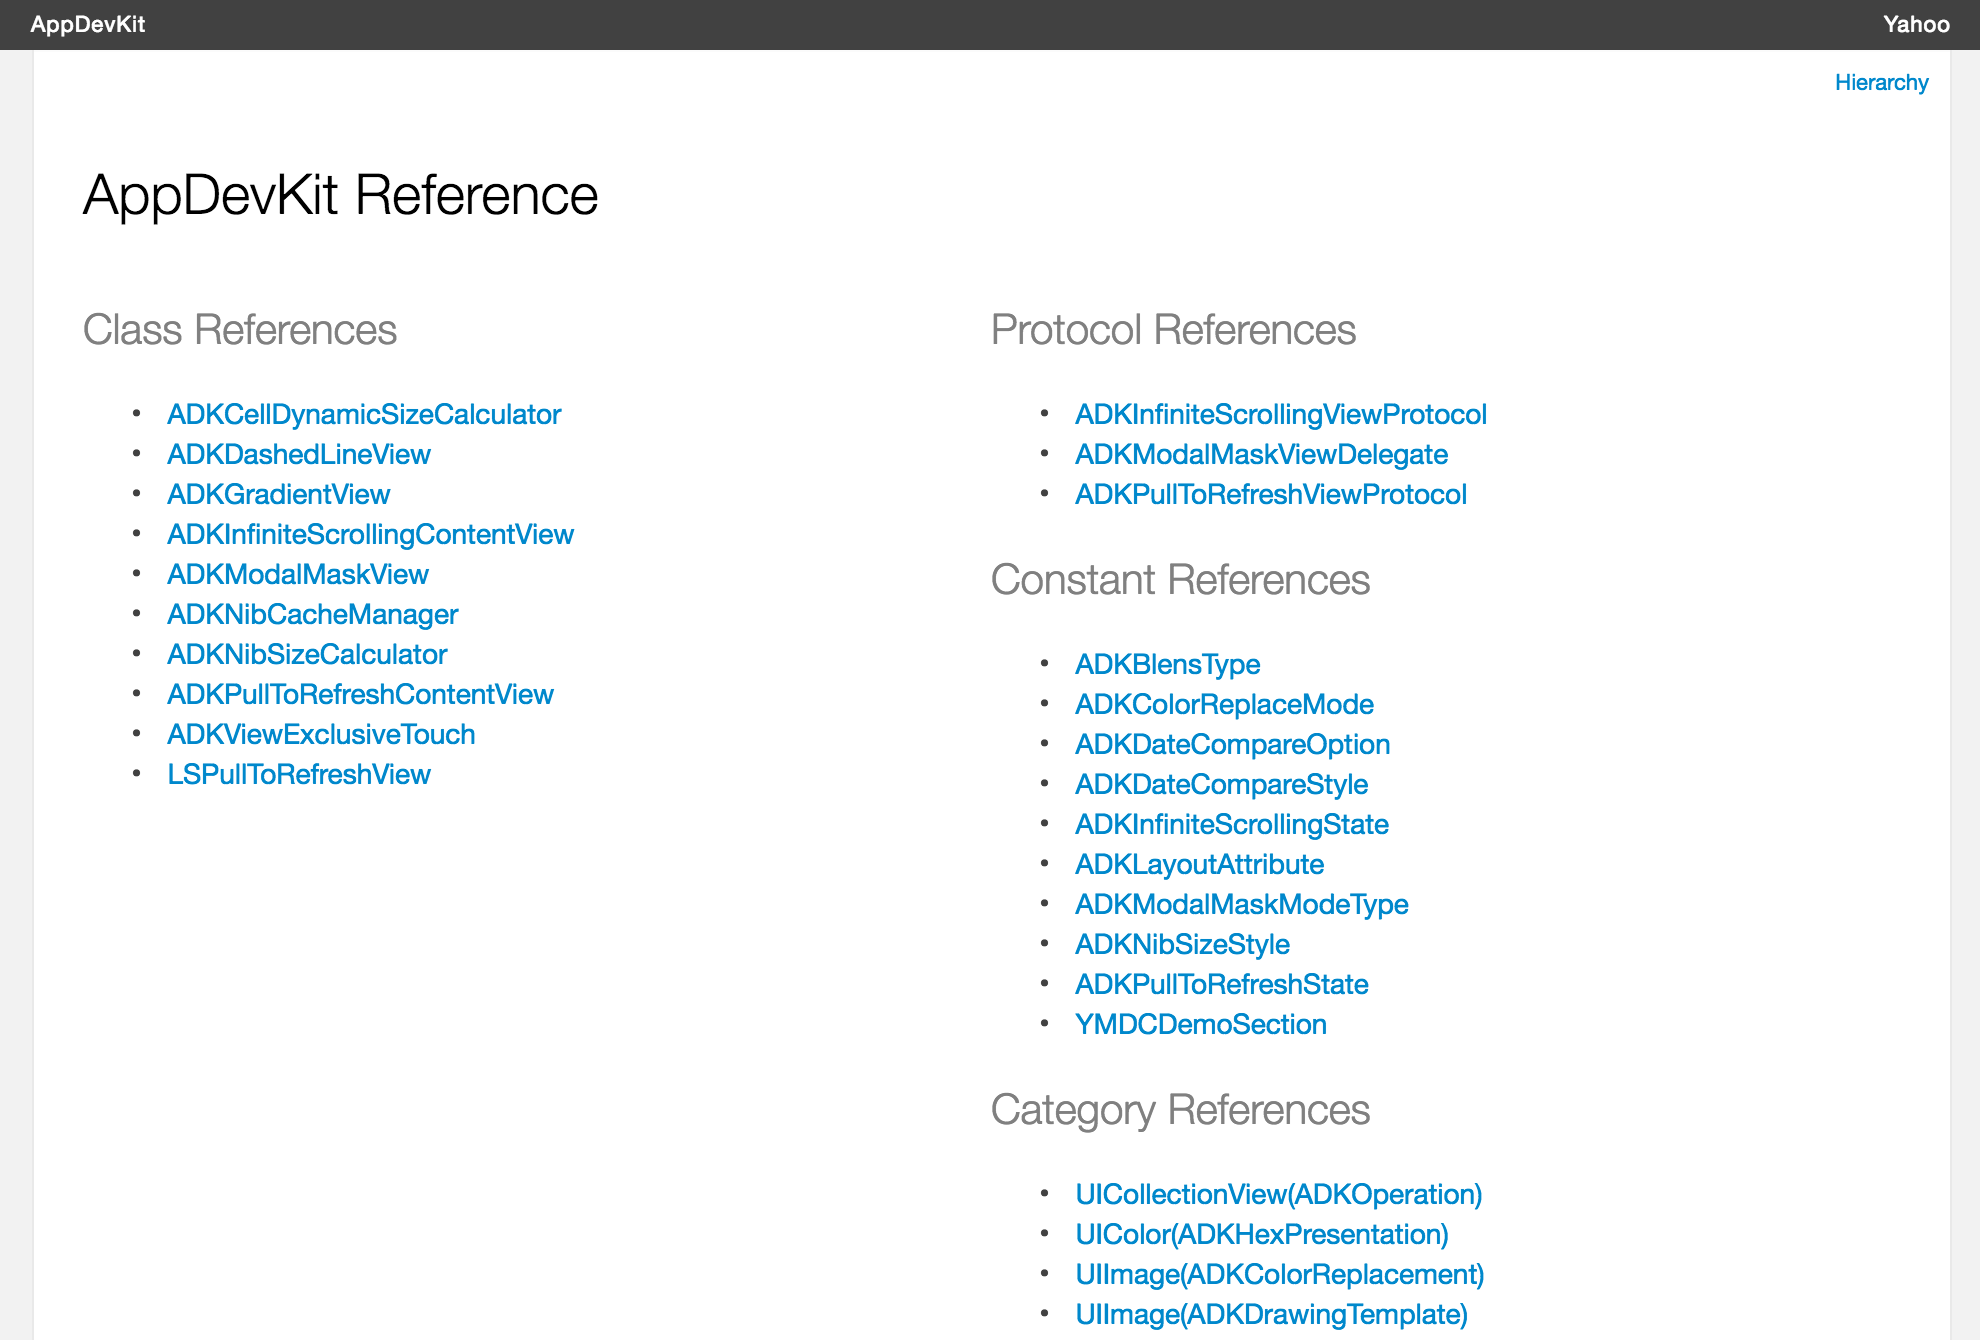 AppDevKit
Yahoo
Hierarchy
AppDevKit Reference
Class References
ADKCellDynamicSizeCalculator
ADKDashedLineView
ADKGradientView
ADKInfiniteScrollingContentView
ADKModalMaskView
ADKNibCacheManager
ADKNibSizeCalculator
ADKPullToRefreshContentView
ADKViewExclusiveTouch
LSPullToRefreshView
Protocol References
ADKInfiniteScrollingViewProtocol
ADKModalMaskViewDelegate
ADKPullToRefreshViewProtocol
Constant References
ADKBlensType
ADKColorReplaceMode
ADKDateCompareOption
ADKDateCompareStyle
ADKInfiniteScrollingState
ADKLayoutAttribute
ADKModalMaskModeType
ADKNibSizeStyle
ADKPullToRefreshState
YMDCDemoSection
Category References
UICollectionView(ADKOperation)
UIColor(ADKHexPresentation)
UIImage(ADKColorReplacement)
UIImage(ADKDrawingTemplate)